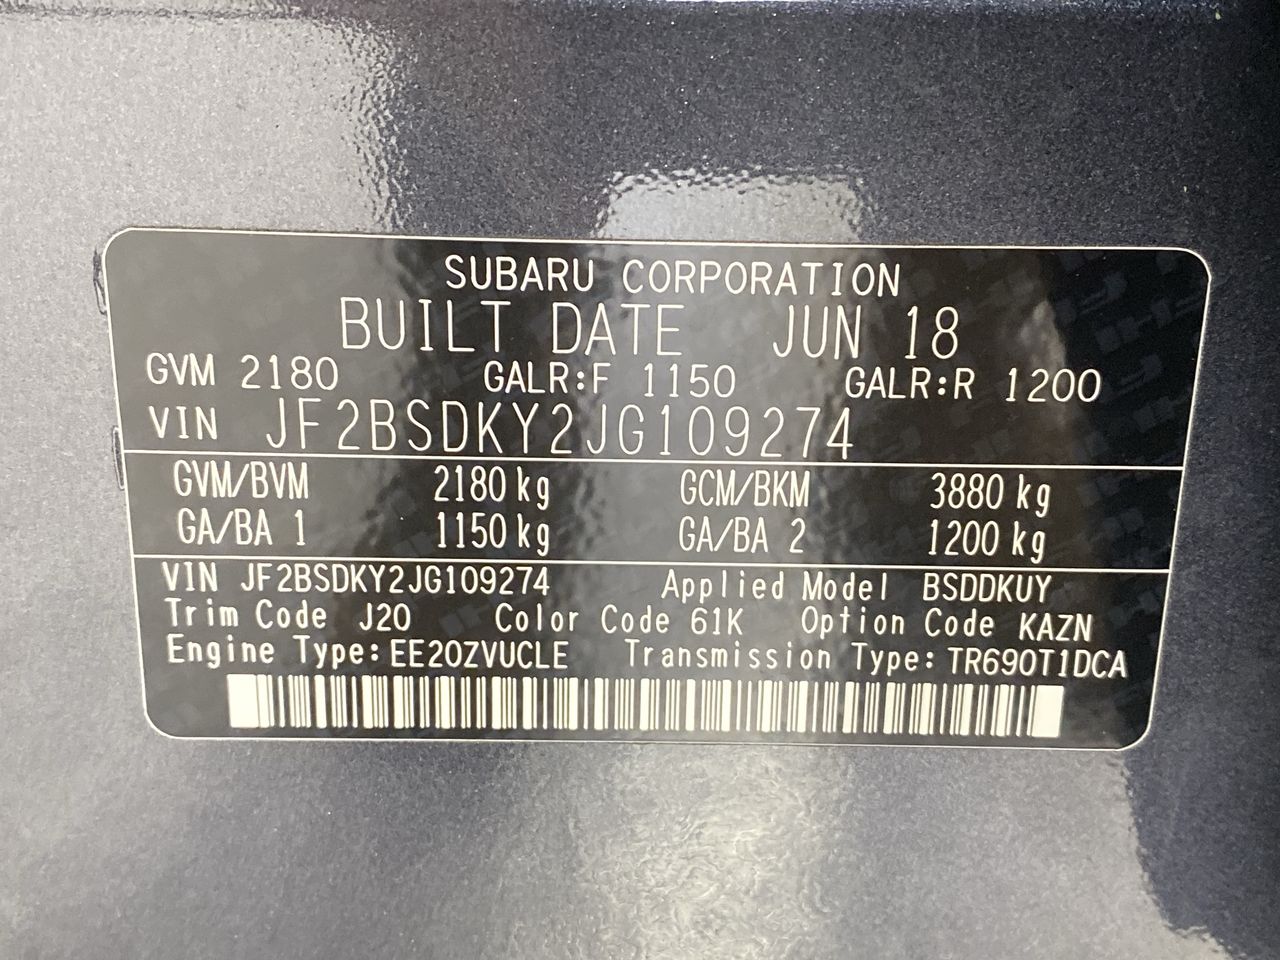 SUBARU CORPORATION
BUILT DATE JUN 18
GVM 2180 GALR:F 1150 GALR:R 1200
VIN JF2BSDKY2JG109274
GVM/BVM 2180 kg GCM/BKM 3880 kg
GA/BA 1 1150 kg GA/BA 2 1200 kg
VIN JF2BSDKY2JG109274 Applied Model BSDDKUY
Trim Code J20 Color Code 61K Option Code KAZN
Engine Type: EE20ZVUCLE Transmission Type: TR690T1DCA